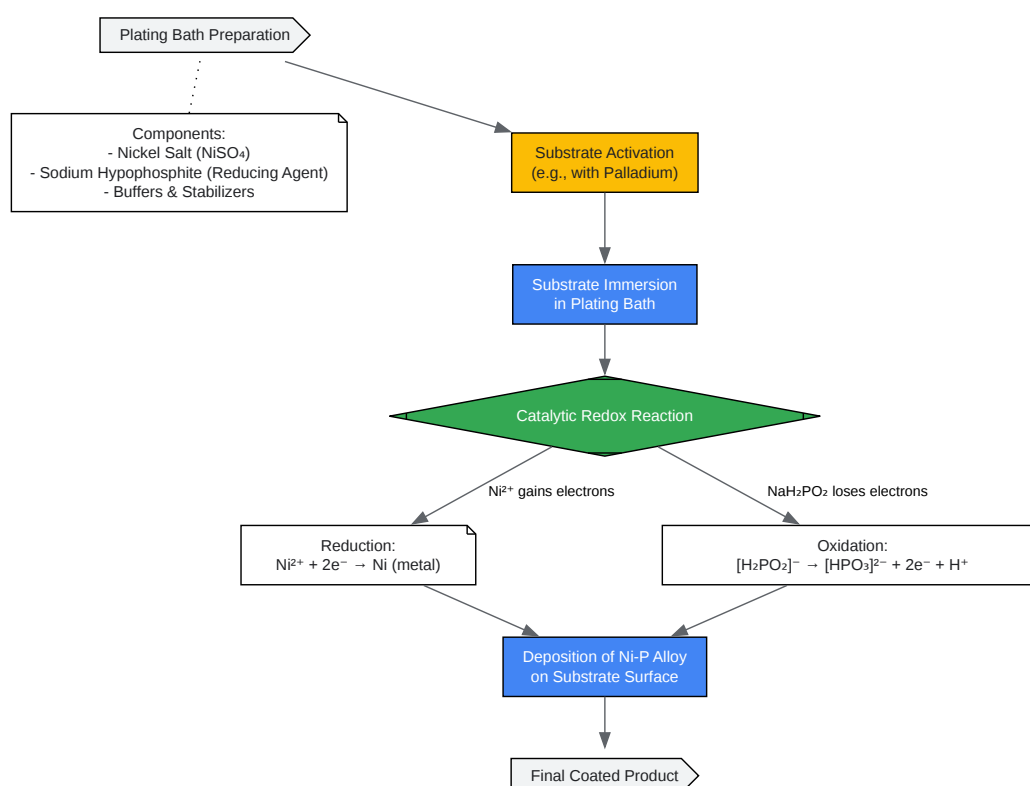 Plating Bath Preparation
Components:
- Nickel Salt (NiSO₄)
- Sodium Hypophosphite (Reducing Agent)
- Buffers & Stabilizers
Substrate Activation
(e.g., with Palladium)
Substrate Immersion
in Plating Bath
Catalytic Redox Reaction
Ni²⁺ gains electrons
NaH₂PO₂ loses electrons
Reduction:
Ni²⁺ + 2e⁻ → Ni (metal)
Oxidation:
[H₂PO₂]⁻ → [HPO₃]²⁻ + 2e⁻ + H⁺
Deposition of Ni-P Alloy
on Substrate Surface
Final Coated Product